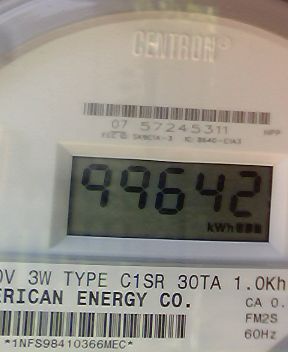 CENTRON®
07 57245311
NPP
99642
kWh
0V 3W TYPE C1SR 30TA 1.0Kh
ERICAN ENERGY CO.
CA 0.
FM2S
60Hz
*1NFS98410366MEC*